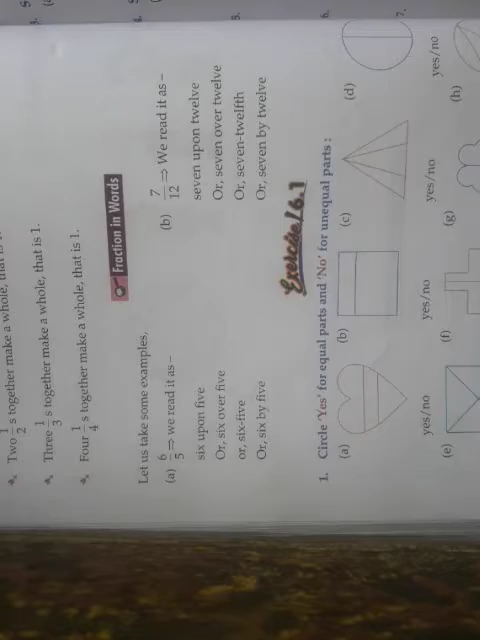 Two 1/2 s together make a whole, that is 1.
Three 1/3 s together make a whole, that is 1.
Four 1/4 s together make a whole, that is 1.
Fraction in Words
Let us take some examples,
(a) 6/5 ⇒ we read it as –
six upon five
Or, six over five
or, six-five
Or, six by five
(b) 7/12 ⇒ We read it as –
seven upon twelve
Or, seven over twelve
Or, seven-twelfth
Or, seven by twelve
Exercise 6.1
1. Circle 'Yes' for equal parts and 'No' for unequal parts :
(a) (b) (c) (d)
yes/no yes/no yes/no yes/no
(e) (f) (g) (h)
4.
5.
6.
7.